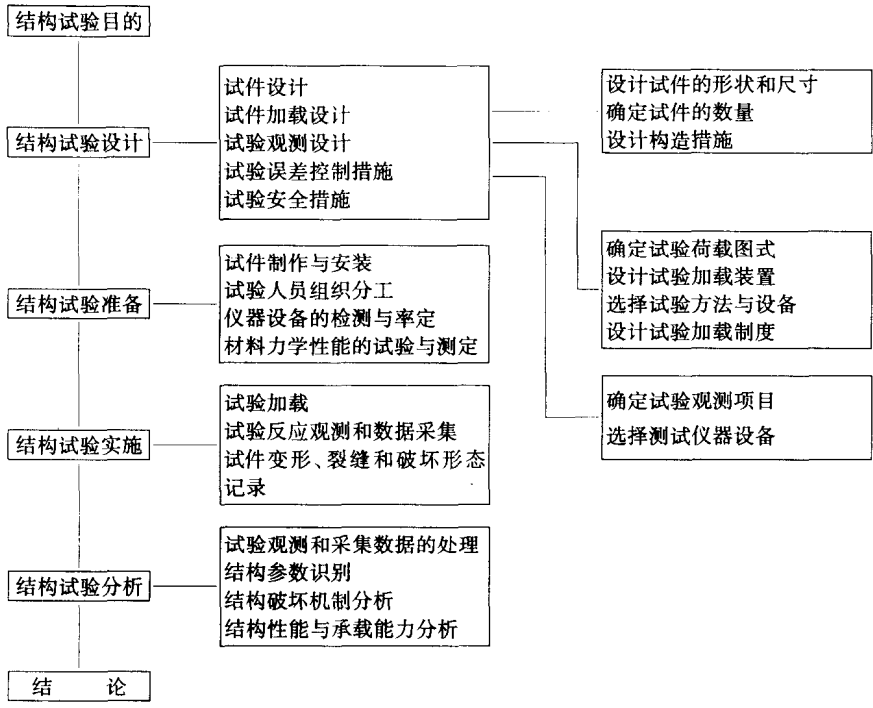 结构试验目的
结构试验设计
试件设计
试件加载设计
试验观测设计
试验误差控制措施
试验安全措施
设计试件的形状和尺寸
确定试件的数量
设计构造措施
确定试验荷载图式
设计试验加载装置
选择试验方法与设备
设计试验加载制度
确定试验观测项目
选择测试仪器设备
结构试验准备
试件制作与安装
试验人员组织分工
仪器设备的检测与率定
材料力学性能的试验与测定
结构试验实施
试验加载
试验反应观测和数据采集
试件变形、裂缝和破坏形态
记录
结构试验分析
试验观测和采集数据的处理
结构参数识别
结构破坏机制分析
结构性能与承载能力分析
结 论